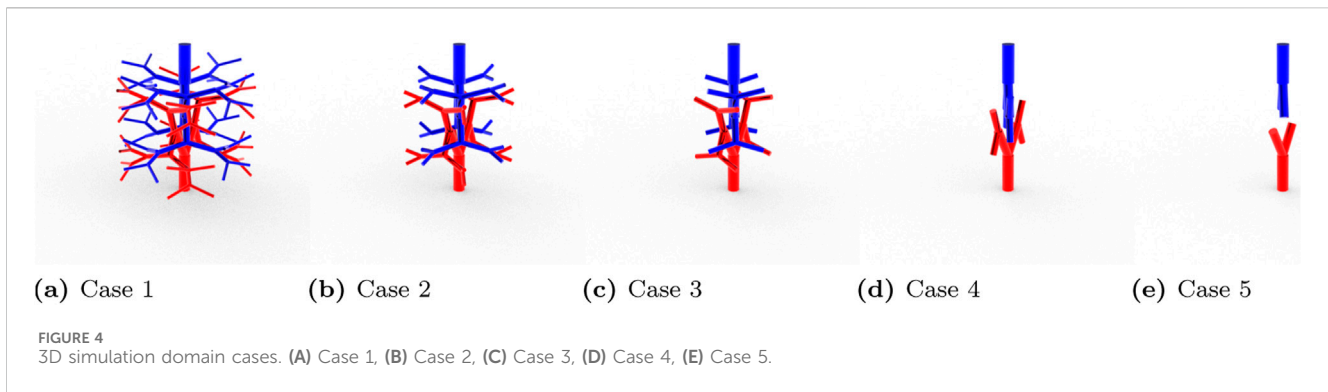 (a) Case 1 (b) Case 2 (c) Case 3 (d) Case 4 (e) Case 5
FIGURE 4
3D simulation domain cases. (A) Case 1, (B) Case 2, (C) Case 3, (D) Case 4, (E) Case 5.